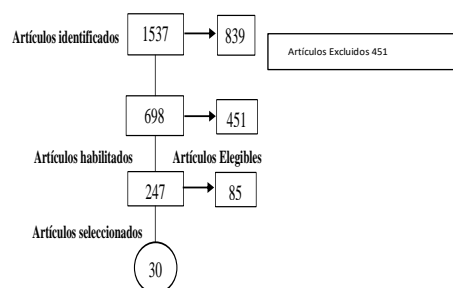 Artículos identificados
1537
839
Artículos Excluidos 451
698
451
Artículos habilitados
Artículos Elegibles
247
85
Artículos seleccionados
30